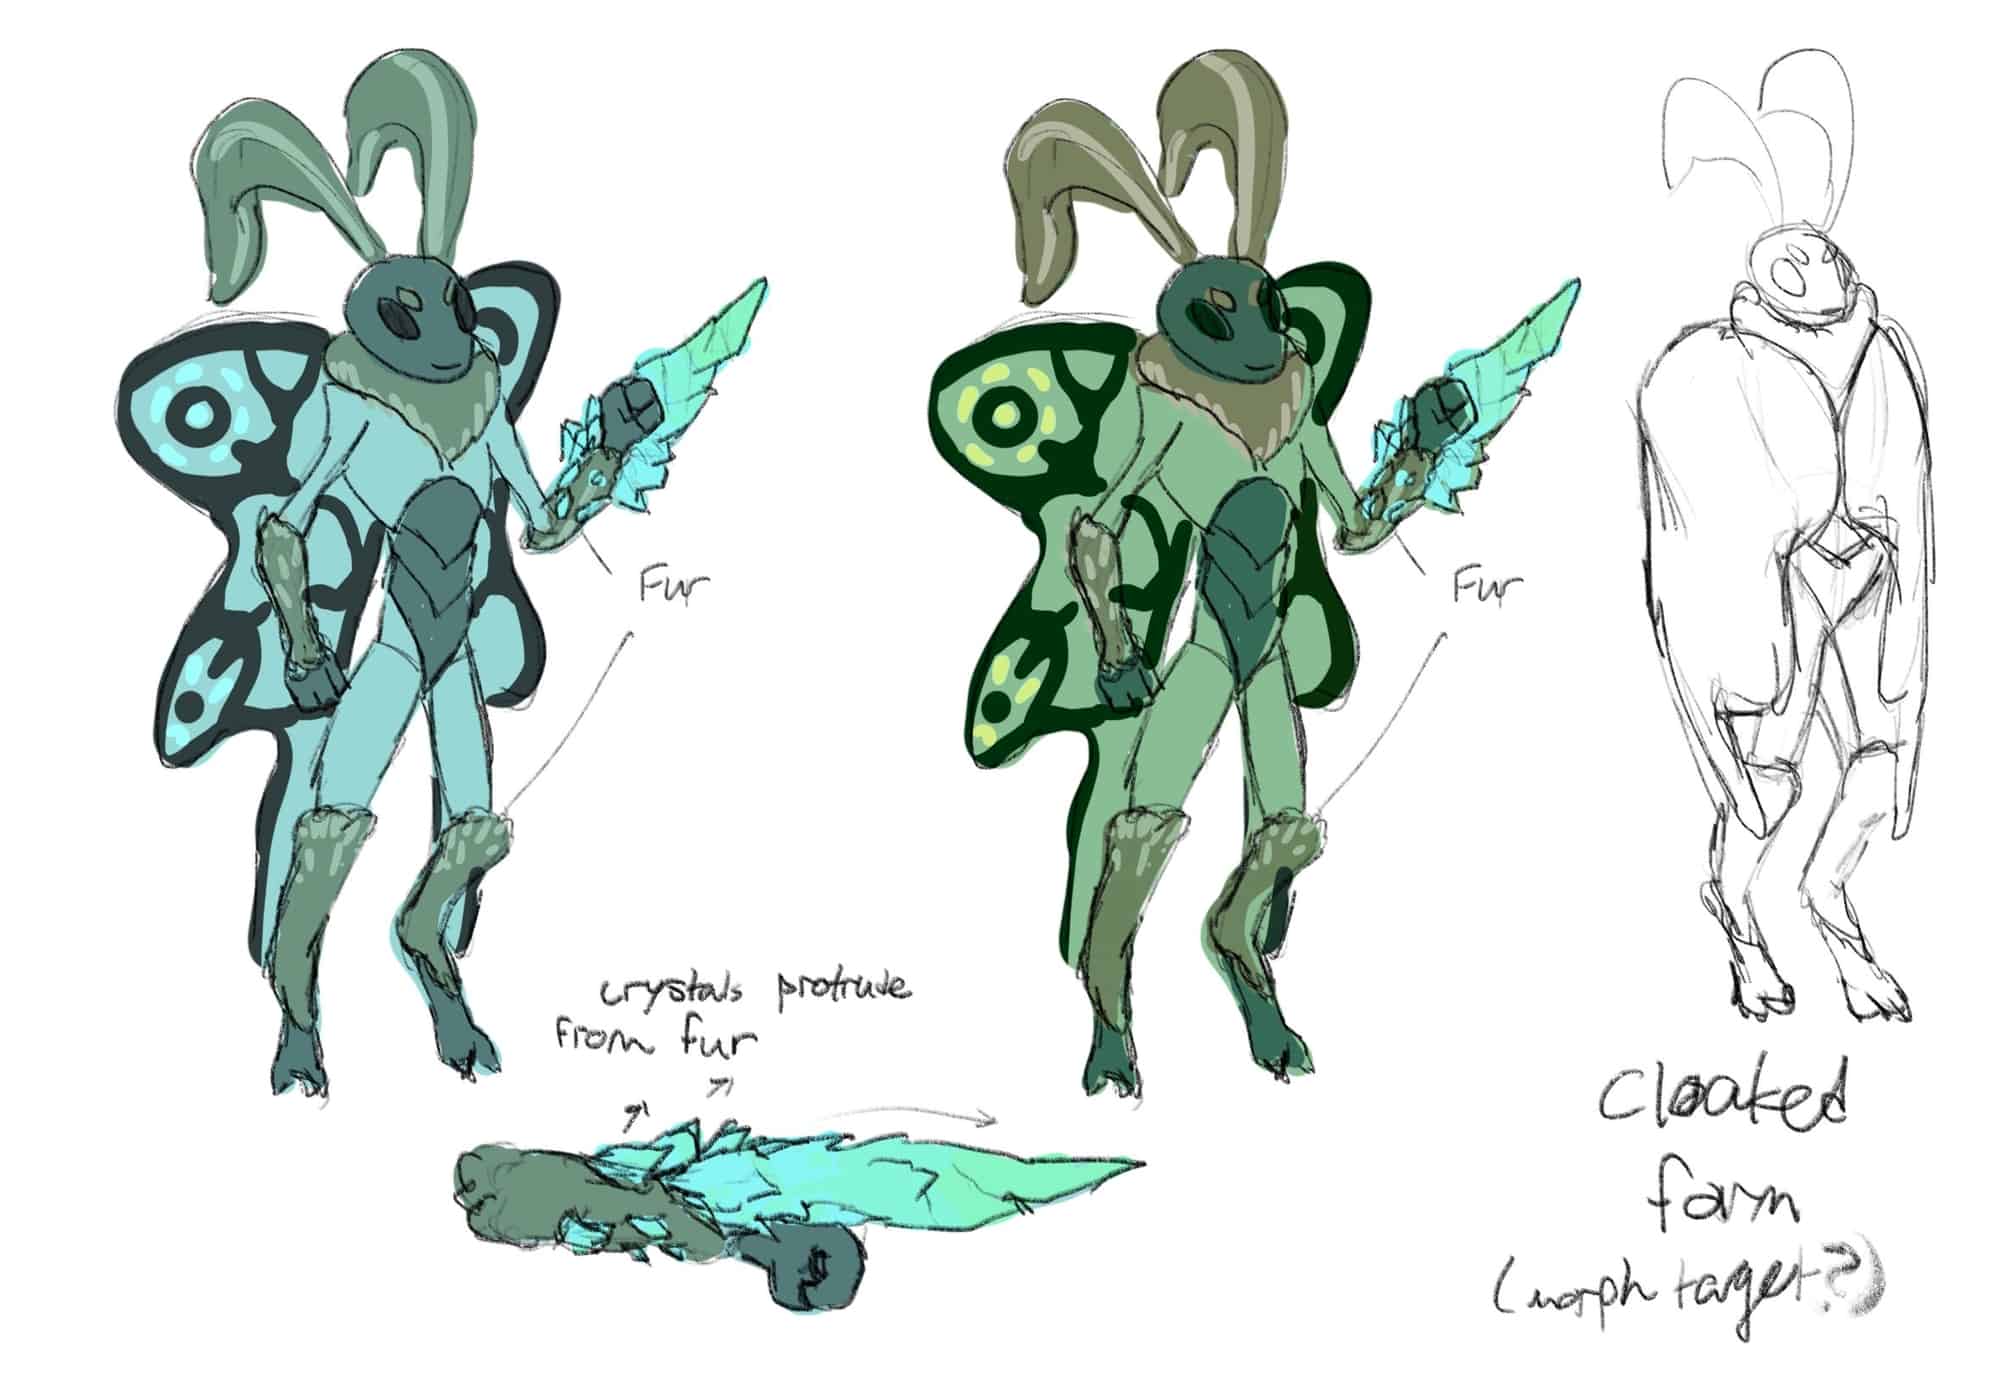 Fur
Fur
crystals protrude
from fur
Cloaked
form
(morph target?)